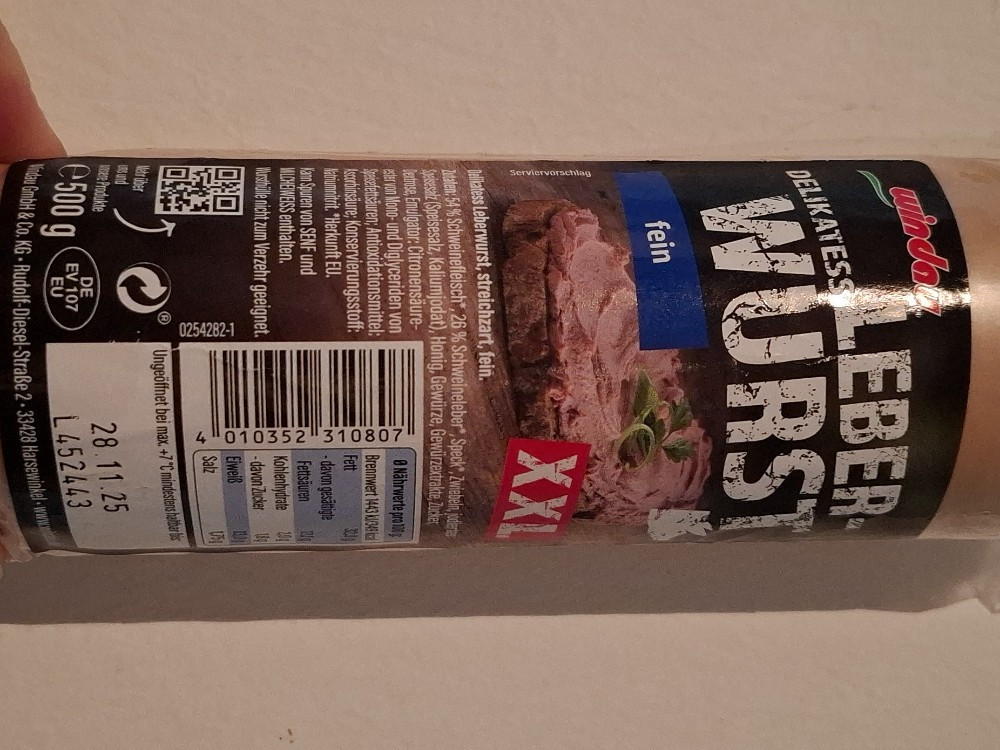 windau
DELIKATESS
LEBER-
WURST
fein
Serviervorschlag
XXL
Delikatess Leberwurst, streichzart, fein.
Zutaten: 54 % Schweinefleisch*, 26 % Schweineleber*, Speck*, Zwiebeln, jodiertes
Speisesalz (Speisesalz, Kaliumjodat), Honig, Gewürze, Gewürzextrakte, Zucker,
Emulgator: Citronensäure-
ester von Mono- und Diglyceriden von
Speisefettsäuren; Antioxidationsmittel:
Ascorbinsäure; Konservierungsstoff:
Natriumnitrit. *Herkunft EU.
Kann Spuren von SENF und
enthalten.
Wursthülle nicht zum Verzehr geeignet.
0254282-1
4 010352 310807
Ø Nährwerte pro 100 g
Brennwert
Fett
- davon gesättigte
Fettsäuren
Kohlenhydrate
- davon Zucker
Eiweiß
Salz
Mehr über
uns und
unsere Produkte
℮ 500 g
DE
EV 107
EU
®
Ungeöffnet bei max. +7 °C mindestens haltbar bis:
28.11.25
L452443
Windau GmbH & Co. KG • Rudolf-Diesel-Straße 2 • 33428 Harsewinkel •